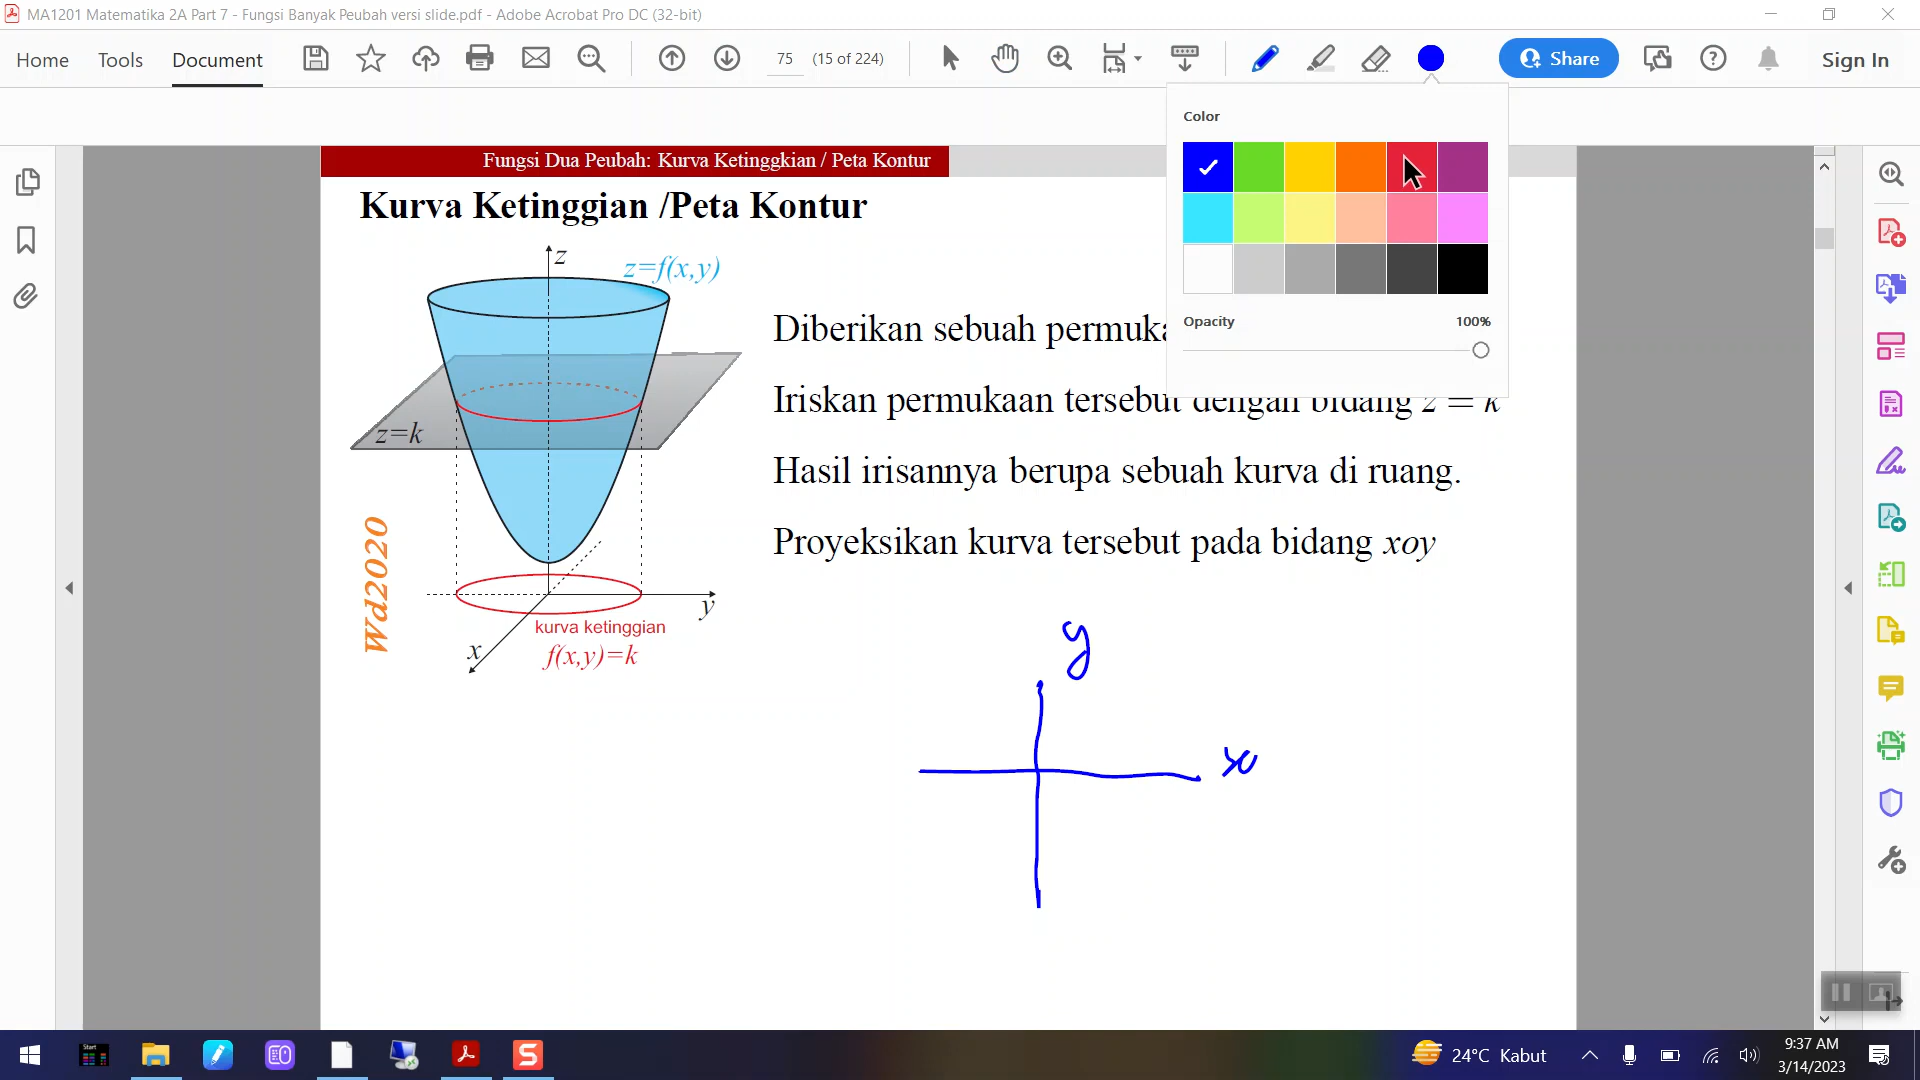 MA1201 Matematika 2A Part 7 - Fungsi Banyak Peubah versi slide.pdf - Adobe Acrobat Pro DC (32-bit)
Home Tools Document 75 (15 of 224) Share Sign In
Color
Opacity 100%
Fungsi Dua Peubah: Kurva Ketinggkian / Peta Kontur
Kurva Ketinggian /Peta Kontur
z
z=f(x,y)
z=k
y
x
kurva ketinggian
f(x,y)=k
Wd2020
Diberikan sebuah permuka
Iriskan permukaan tersebut dengan bidang z = k
Hasil irisannya berupa sebuah kurva di ruang.
Proyeksikan kurva tersebut pada bidang xoy
y
x
Start
24°C Kabut
9:37 AM
3/14/2023